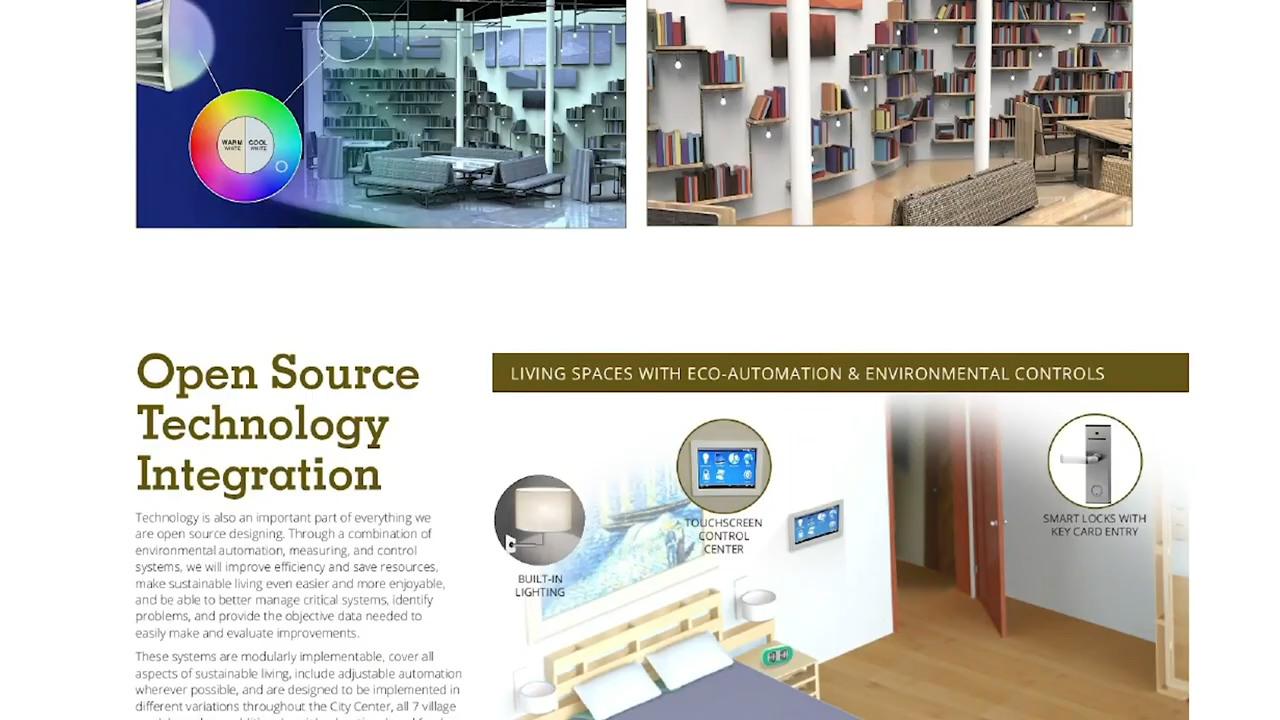 WARM COOL
WHITE WHITE
Open Source
Technology
Integration
Technology is also an important part of everything we
are open source designing. Through a combination of
environmental automation, measuring, and control
systems, we will improve efficiency and save resources,
make sustainable living even easier and more enjoyable,
and be able to better manage critical systems, identify
problems, and provide the objective data needed to
easily make and evaluate improvements.
These systems are modularly implementable, cover all
aspects of sustainable living, include adjustable automation
wherever possible, and are designed to be implemented in
different variations throughout the City Center, all 7 village
LIVING SPACES WITH ECO-AUTOMATION & ENVIRONMENTAL CONTROLS
BUILT-IN
LIGHTING
TOUCHSCREEN
CONTROL
CENTER
SMART LOCKS WITH
KEY CARD ENTRY